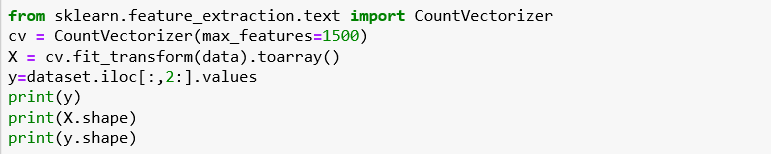 from sklearn.feature_extraction.text import CountVectorizer
cv = CountVectorizer(max_features=1500)
X = cv.fit_transform(data).toarray()
y=dataset.iloc[:,2:].values
print(y)
print(X.shape)
print(y.shape)